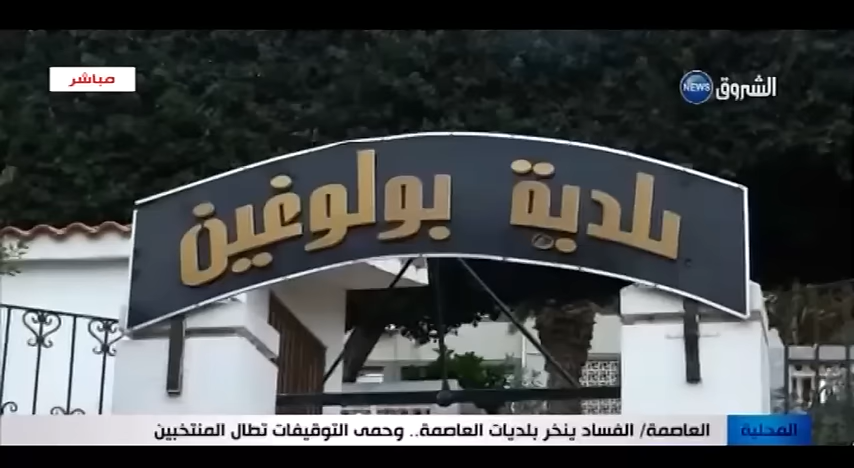 مباشر
الشروق NEWS
بلدية بولوغين
المحلية
العاصمة/ الفساد ينخر بلديات العاصمة.. وحمى التوقيفات تطال المنتخبين